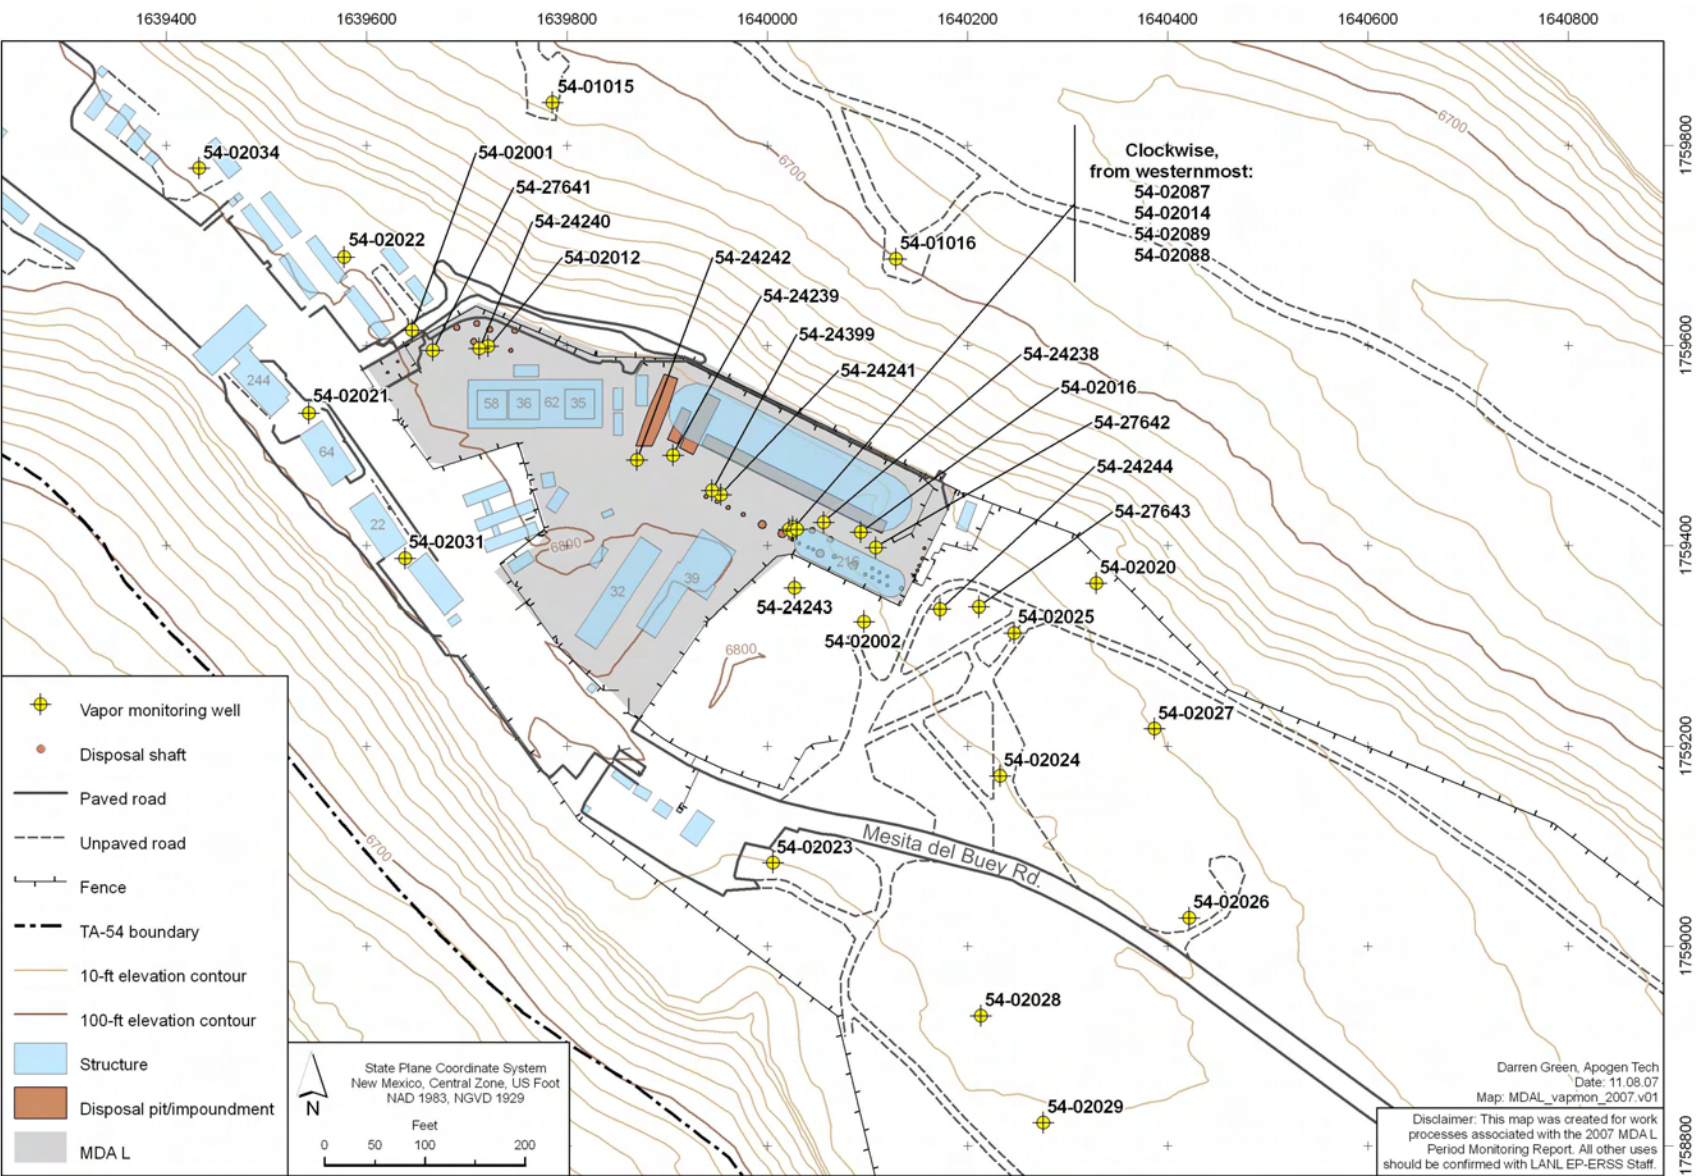 1639400
1639600
1639800
1640000
1640200
1640400
1640600
1640800
54-01015
6700
1759800
54-02034
54-02001
6700
Clockwise,
from westernmost:
54-02087
54-02014
54-02089
54-02088
54-27641
54-24240
54-02022
54-02012
54-24242
54-01016
54-24239
54-24399
1759600
54-24238
54-24241
54-02016
244
54-02021
58
36
62
35
54-27642
64
54-24244
54-27643
22
54-02031
6800
1759400
216
54-02020
39
32
54-24243
54-02025
54-02002
6800
Vapor monitoring well
54-02027
Disposal shaft
54-02024
1759200
Paved road
Unpaved road
6700
Mesita del Buey Rd.
54-02023
Fence
54-02026
TA-54 boundary
1759000
10-ft elevation contour
54-02028
100-ft elevation contour
Structure
Disposal pit/impoundment
MDA L
State Plane Coordinate System
New Mexico, Central Zone, US Foot
NAD 1983, NGVD 1929
N
Feet
0 50 100 200
54-02029
Darren Green, Apogen Tech
Date: 11.08.07
Map: MDAL_vapmon_2007.v01
1758800
Disclaimer: This map was created for work
processes associated with the 2007 MDA L
Period Monitoring Report. All other uses
should be confirmed with LANL EP-ERSS Staff.